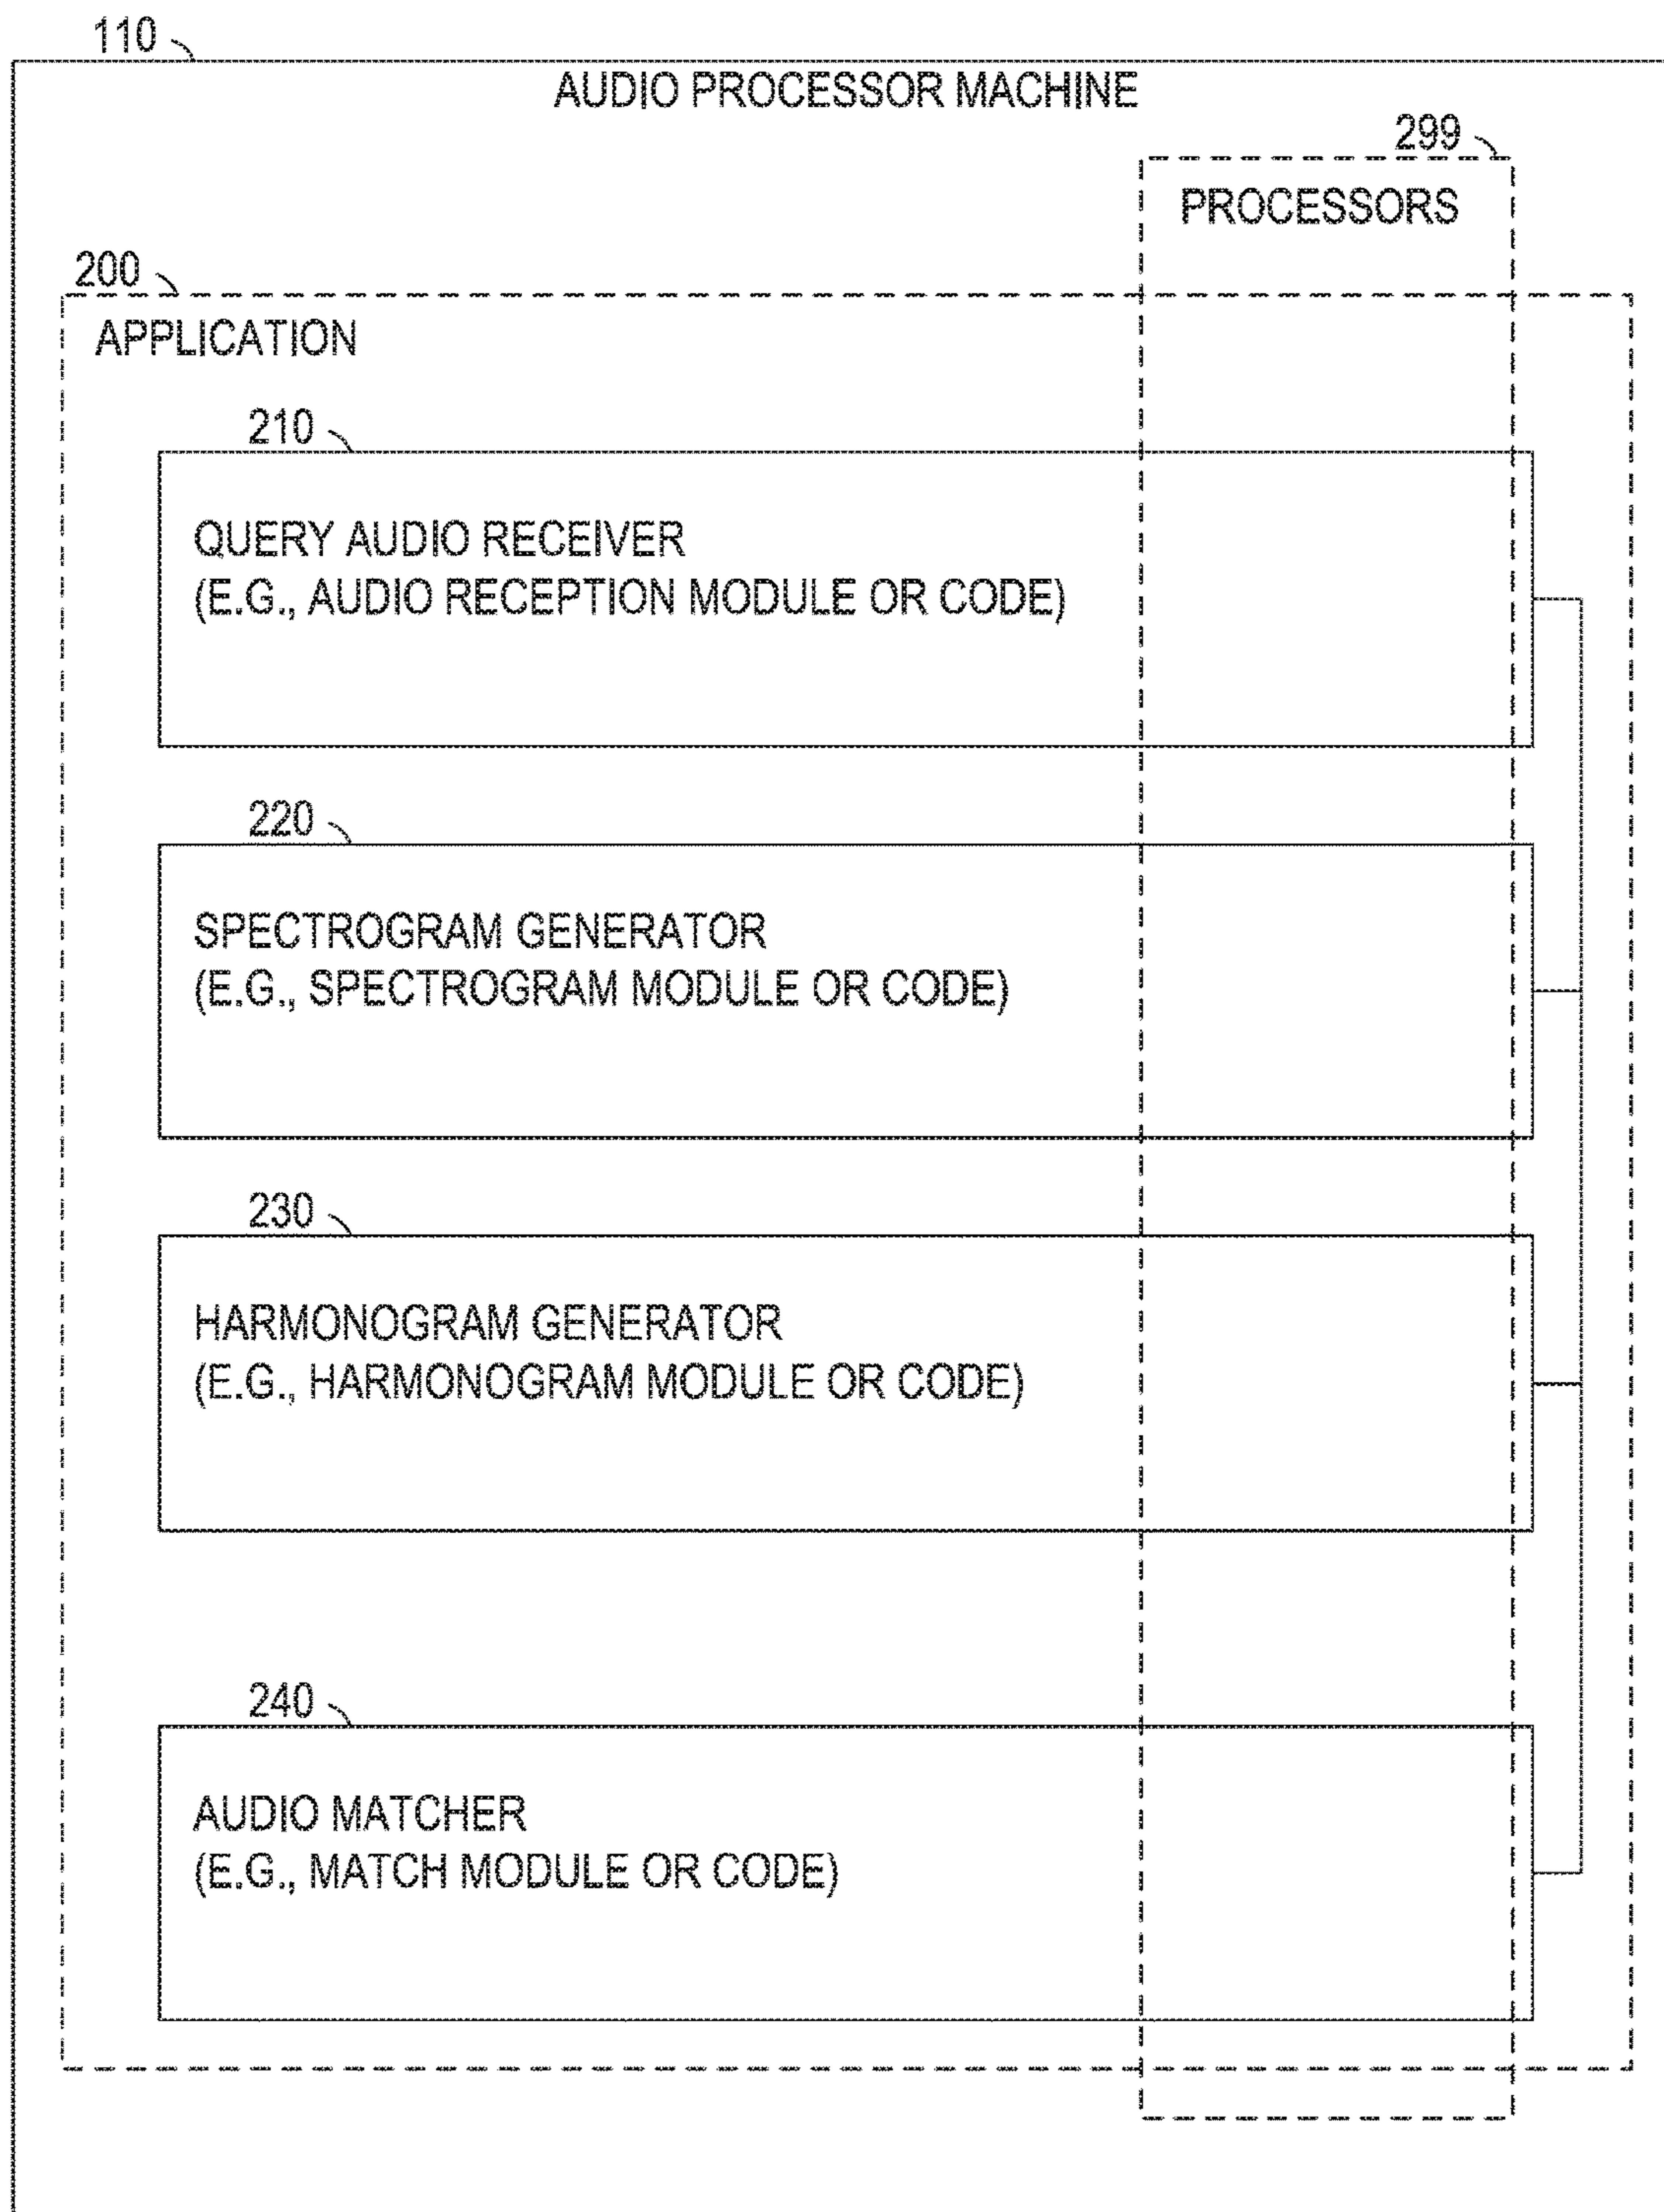 110
AUDIO PROCESSOR MACHINE
299
PROCESSORS
200
APPLICATION
210
QUERY AUDIO RECEIVER
(E.G., AUDIO RECEPTION MODULE OR CODE)
220
SPECTROGRAM GENERATOR
(E.G., SPECTROGRAM MODULE OR CODE)
230
HARMONOGRAM GENERATOR
(E.G., HARMONOGRAM MODULE OR CODE)
240
AUDIO MATCHER
(E.G., MATCH MODULE OR CODE)